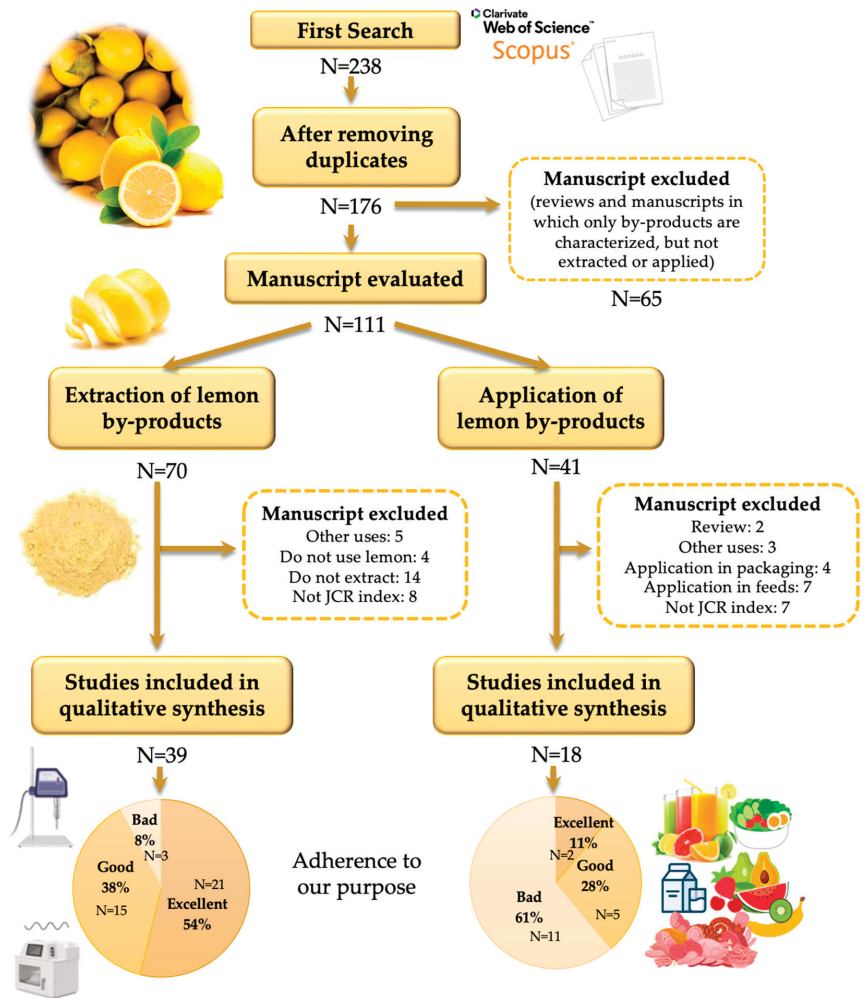 First Search
Clarivate
Web of Science™
Scopus®
N=238
After removing
duplicates
N=176
Manuscript excluded
(reviews and manuscripts in
which only by-products are
characterized, but not
extracted or applied)
N=65
Manuscript evaluated
N=111
Extraction of lemon
by-products
N=70
Application of
lemon by-products
N=41
Manuscript excluded
Other uses: 5
Do not use lemon: 4
Do not extract: 14
Not JCR index: 8
Manuscript excluded
Review: 2
Other uses: 3
Application in packaging: 4
Application in feeds: 7
Not JCR index: 7
Studies included in
qualitative synthesis
N=39
Studies included in
qualitative synthesis
N=18
Bad
8%
N=3
Good
38%
N=15
N=21
Excellent
54%
Adherence to
our purpose
Excellent
11%
N=2
Good
28%
N=5
Bad
61%
N=11